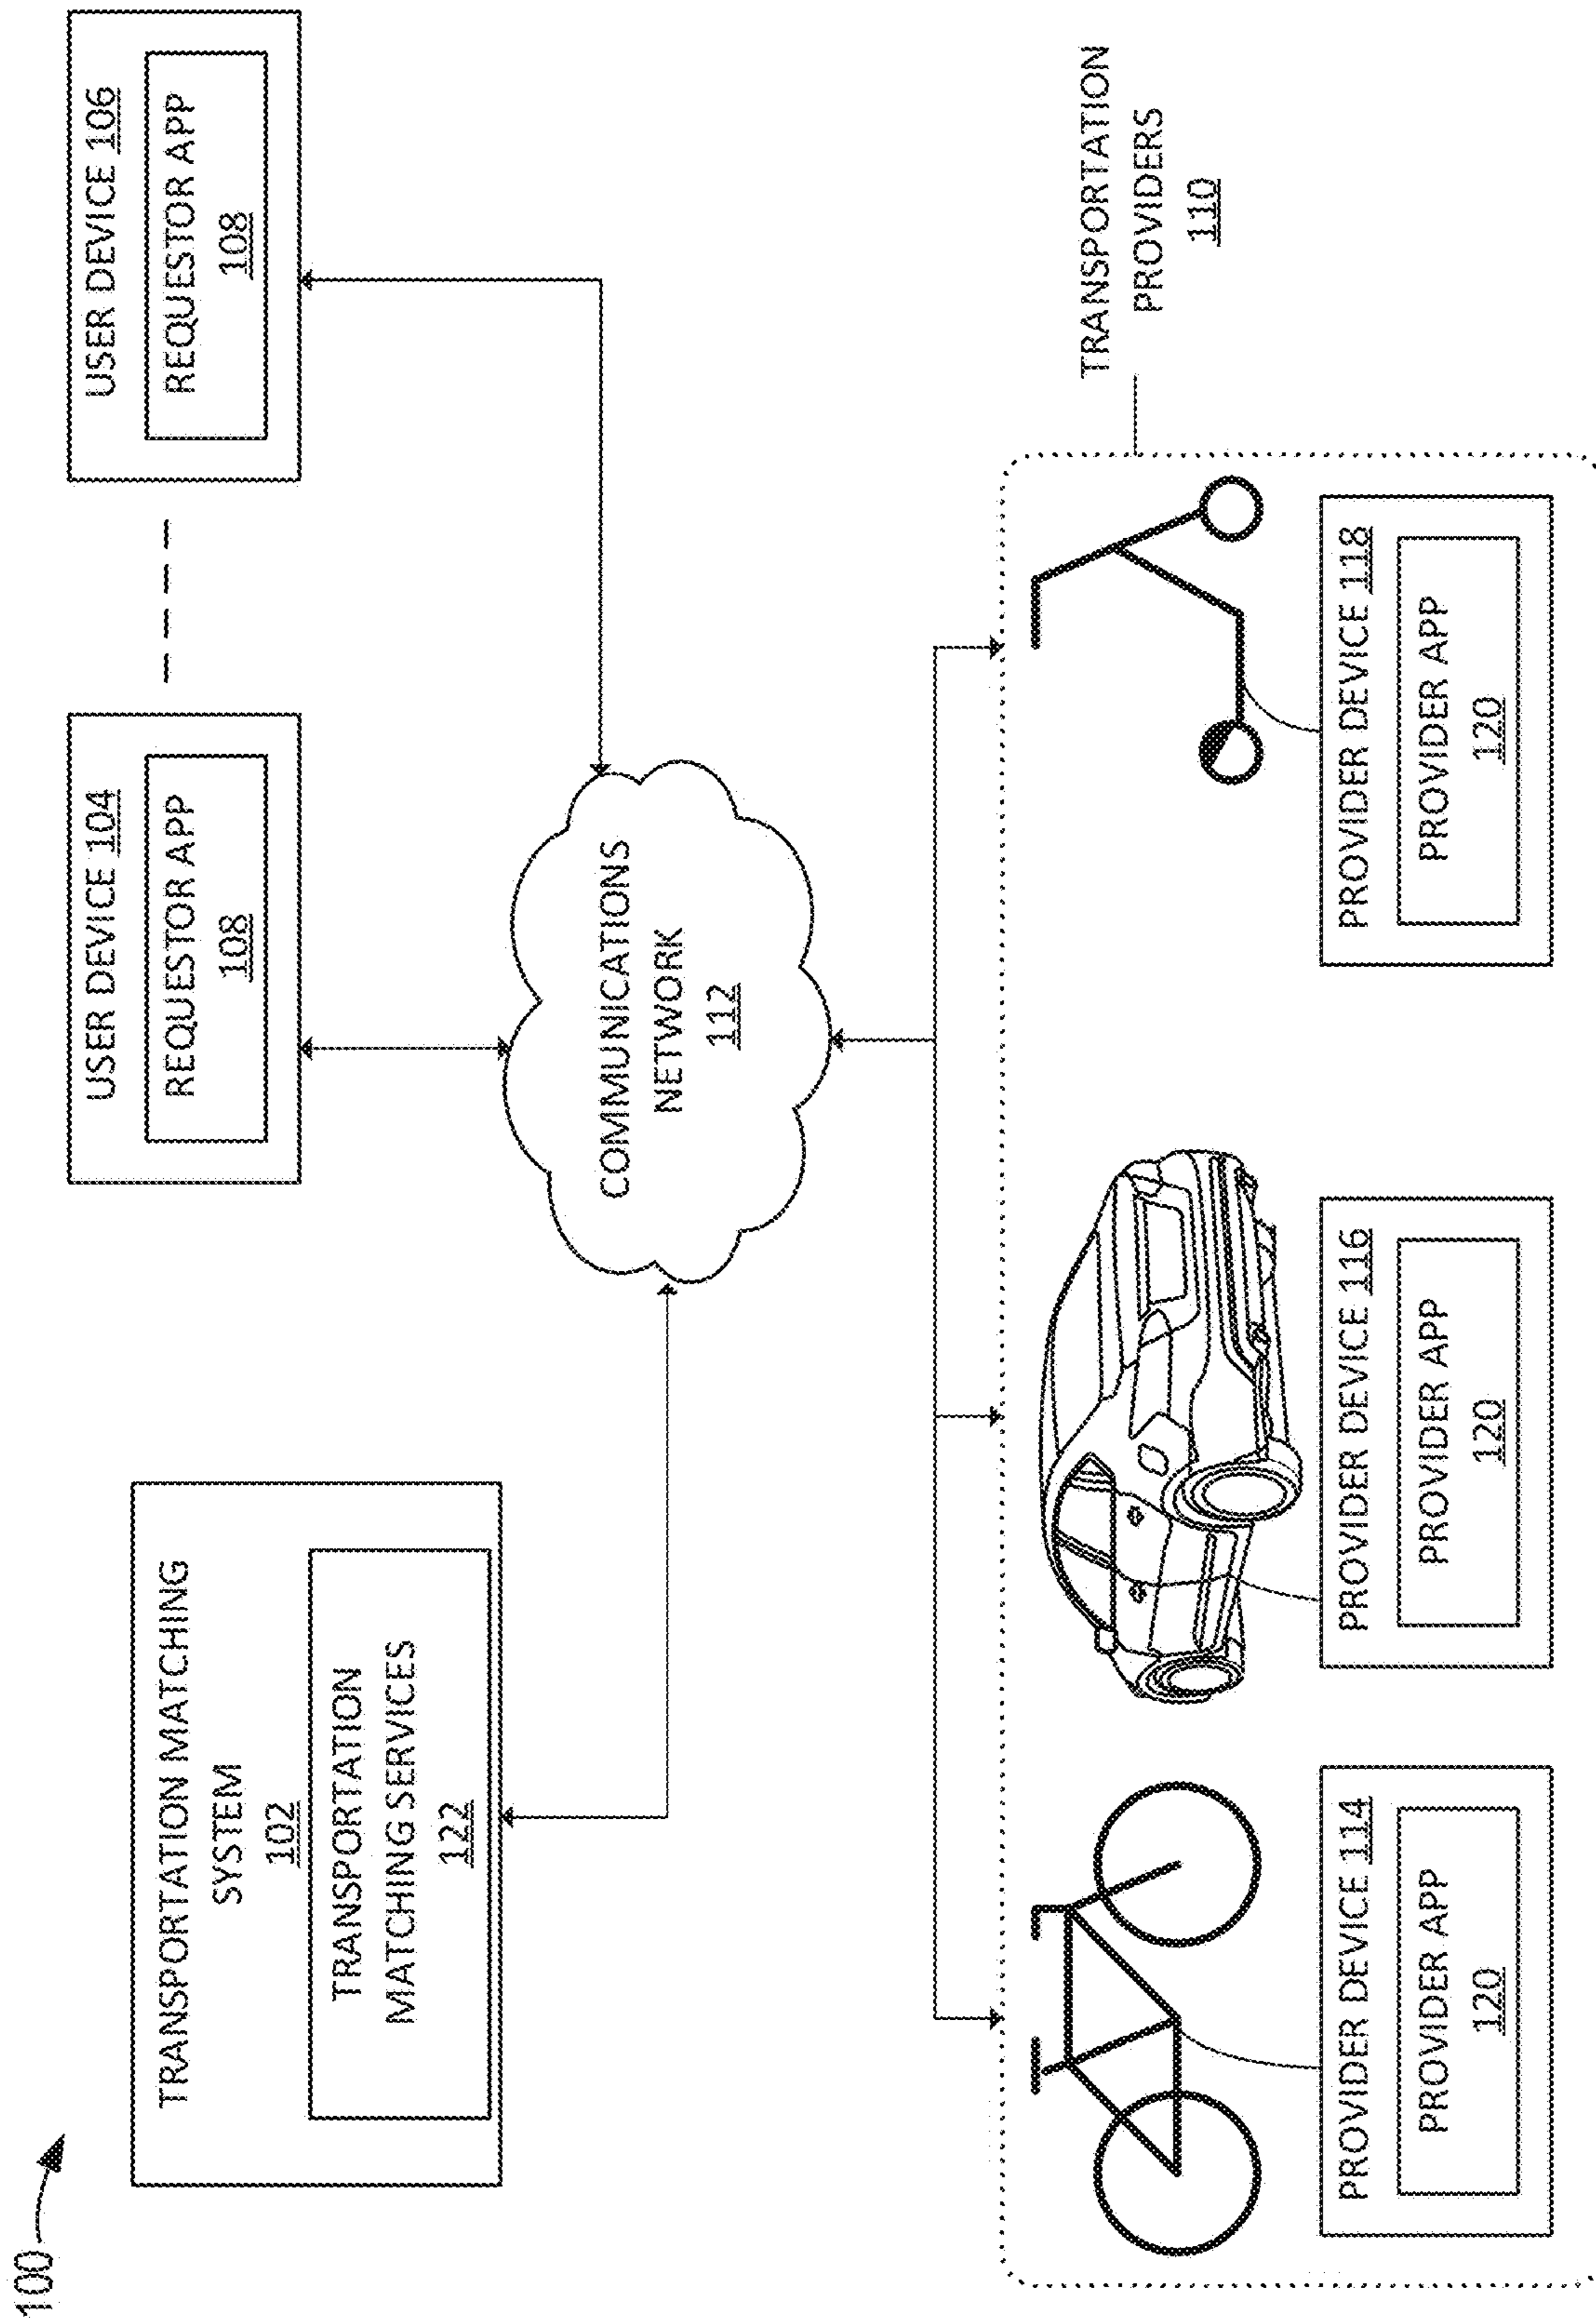 100
TRANSPORTATION MATCHING
SYSTEM
102
TRANSPORTATION
MATCHING SERVICES
122
USER DEVICE 104
REQUESTOR APP
108
USER DEVICE 106
REQUESTOR APP
108
COMMUNICATIONS
NETWORK
112
TRANSPORTATION
PROVIDERS
110
PROVIDER DEVICE 114
PROVIDER APP
120
PROVIDER DEVICE 116
PROVIDER APP
120
PROVIDER DEVICE 118
PROVIDER APP
120